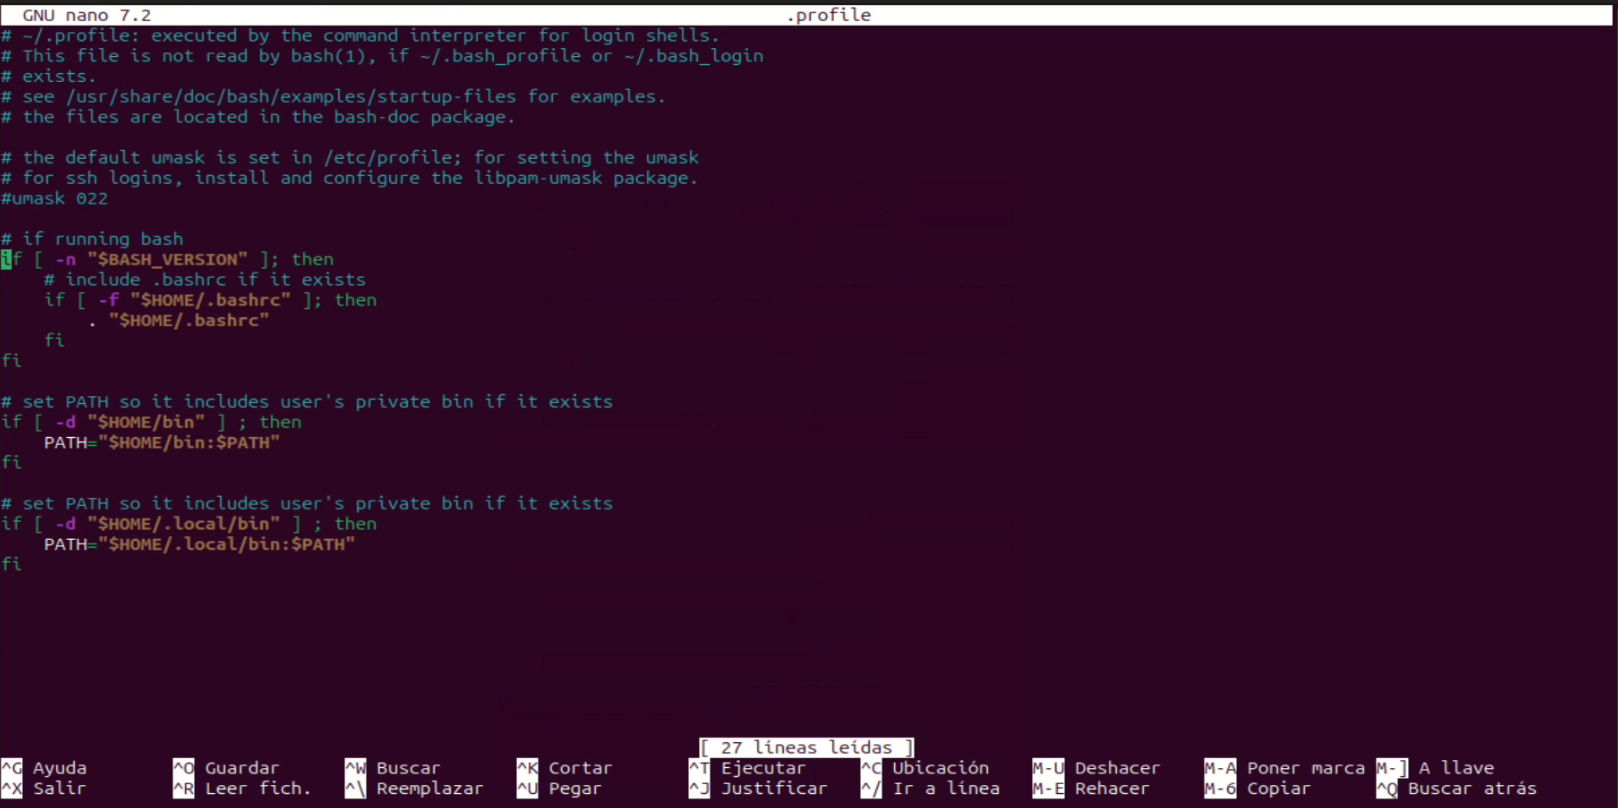 GNU nano 7.2 .profile
# ~/.profile: executed by the command interpreter for login shells.
# This file is not read by bash(1), if ~/.bash_profile or ~/.bash_login
# exists.
# see /usr/share/doc/bash/examples/startup-files for examples.
# the files are located in the bash-doc package.
# the default umask is set in /etc/profile; for setting the umask
# for ssh logins, install and configure the libpam-umask package.
#umask 022
# if running bash
if [ -n "$BASH_VERSION" ]; then
    # include .bashrc if it exists
    if [ -f "$HOME/.bashrc" ]; then
        . "$HOME/.bashrc"
    fi
fi
# set PATH so it includes user's private bin if it exists
if [ -d "$HOME/bin" ] ; then
    PATH="$HOME/bin:$PATH"
fi
# set PATH so it includes user's private bin if it exists
if [ -d "$HOME/.local/bin" ] ; then
    PATH="$HOME/.local/bin:$PATH"
fi
[ 27 líneas leídas ]
^G Ayuda ^O Guardar ^W Buscar ^K Cortar ^T Ejecutar ^C Ubicación M-U Deshacer M-A Poner marca M-] A llave
^X Salir ^R Leer fich. ^\ Reemplazar ^U Pegar ^J Justificar ^/ Ir a línea M-E Rehacer M-6 Copiar ^Q Buscar atrás